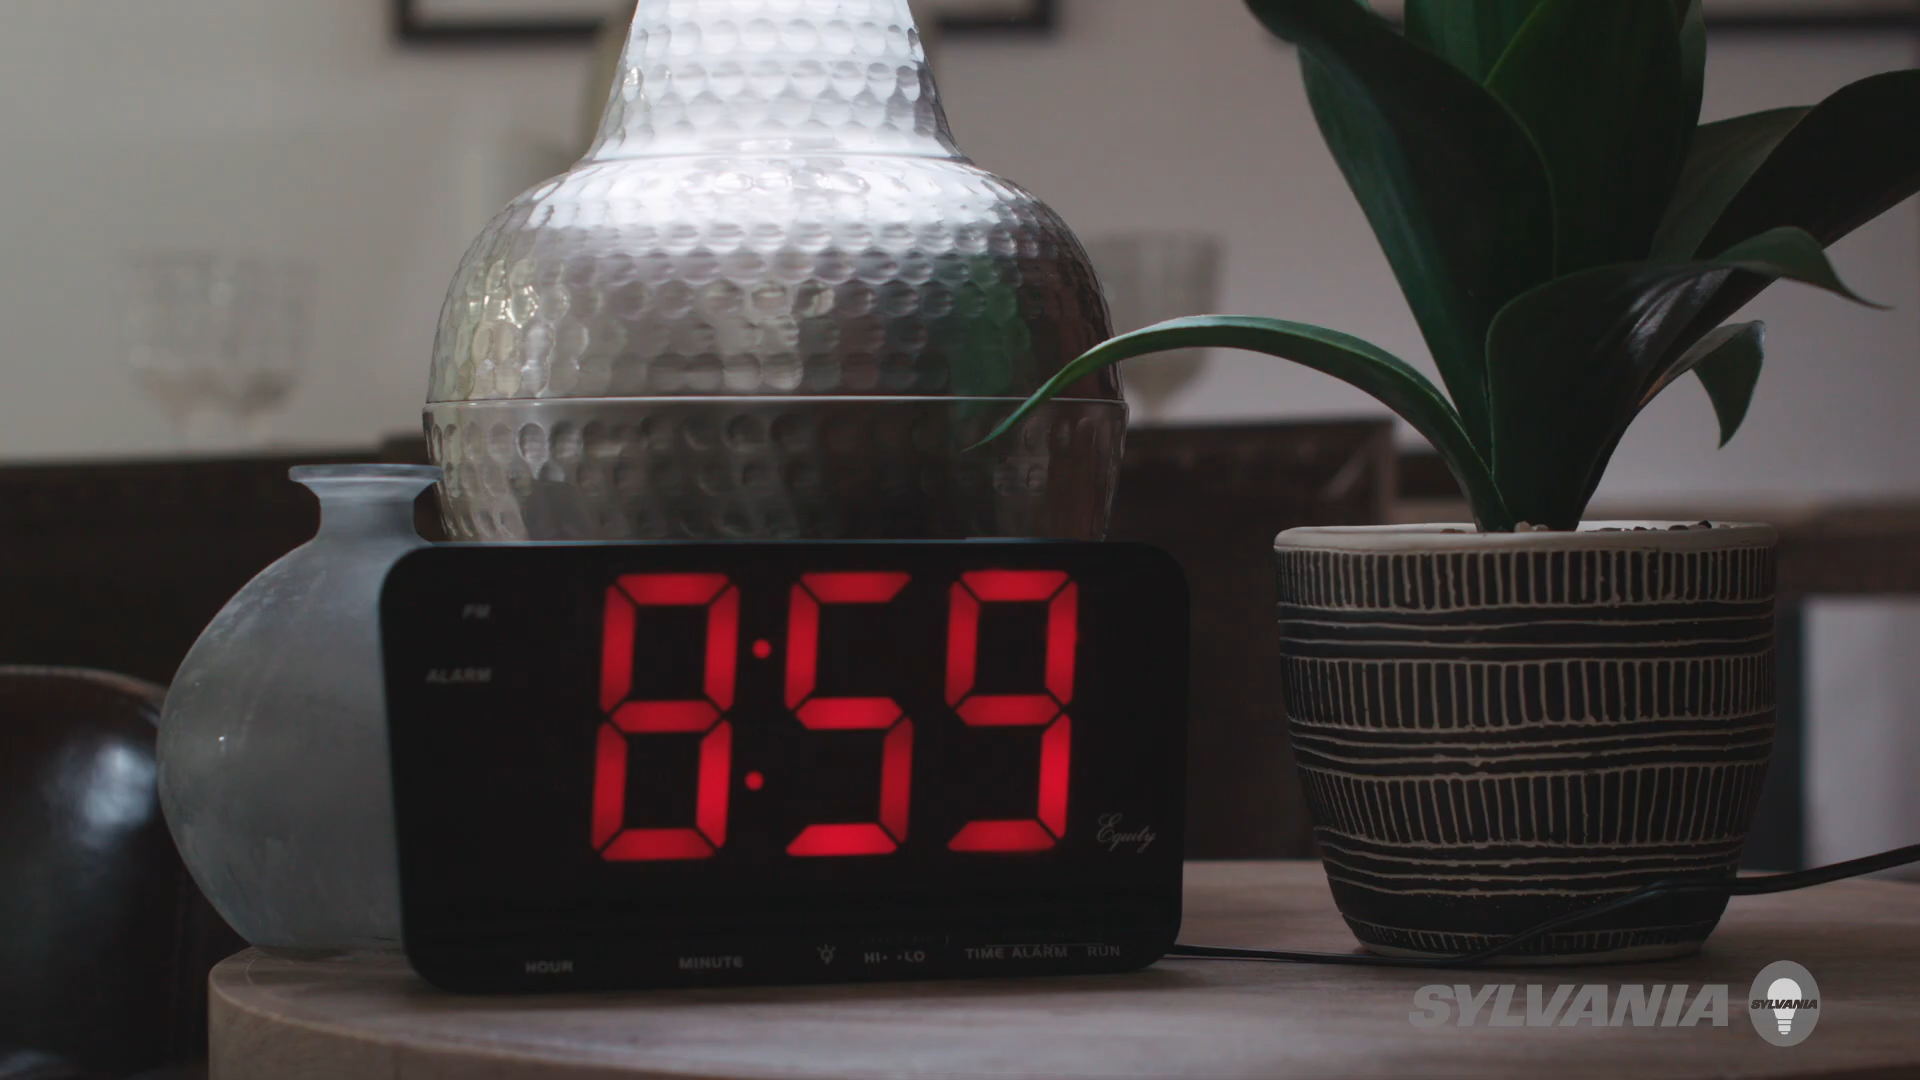 PM
8:59
ALARM
Equity
HOUR MINUTE HI LO TIME ALARM RUN
SYLVANIA SYLVANIA